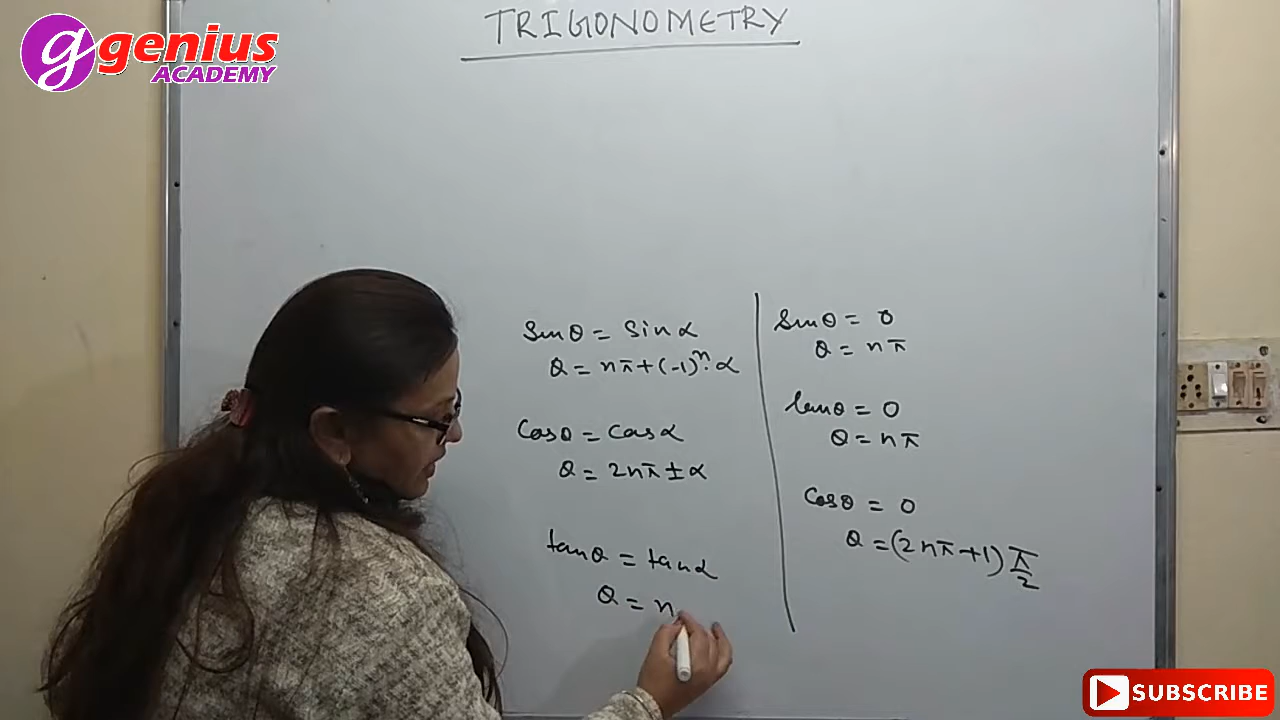 genius
ACADEMY
TRIGONOMETRY
Sinθ = Sinα
θ = nπ+(-1)ⁿ·α
Cosθ = Cosα
θ = 2nπ±α
tanθ = tanα
θ = n
Sinθ = 0
θ = nπ
tanθ = 0
θ = nπ
Cosθ = 0
θ = (2nπ+1) π/2
SUBSCRIBE